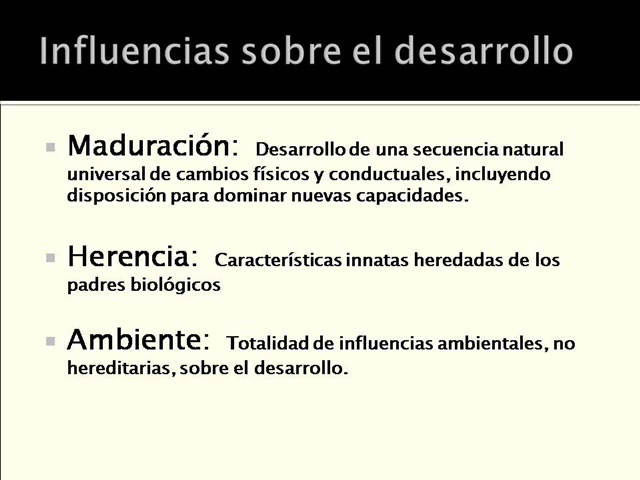 Influencias sobre el desarrollo
Maduración: Desarrollo de una secuencia natural
universal de cambios físicos y conductuales, incluyendo
disposición para dominar nuevas capacidades.
Herencia: Características innatas heredadas de los
padres biológicos
Ambiente: Totalidad de influencias ambientales, no
hereditarias, sobre el desarrollo.